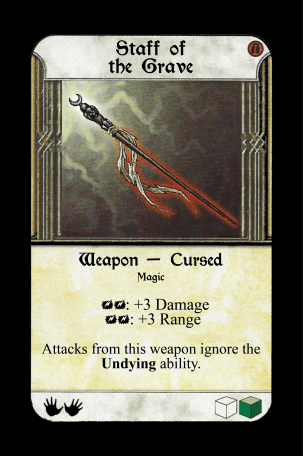 Staff of
the Grave
Weapon – Cursed
Magic
: +3 Damage
: +3 Range
Attacks from this weapon ignore the
Undying ability.